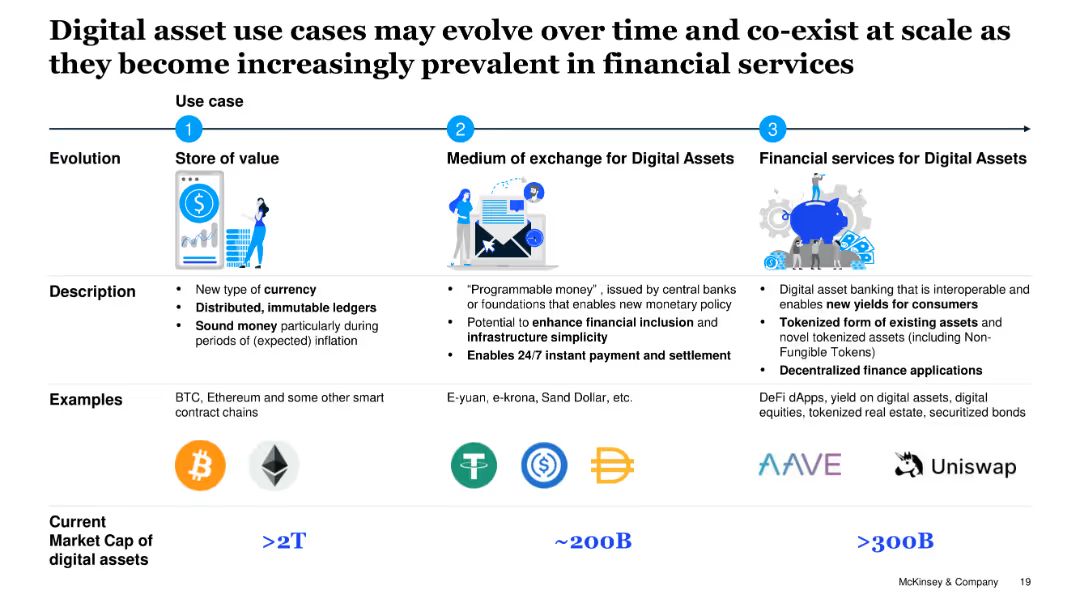 Digital asset use cases may evolve over time and co-exist at scale as
they become increasingly prevalent in financial services
Use case
1
2
3
Evolution
Store of value
Medium of exchange for Digital Assets
Financial services for Digital Assets
Description
• New type of currency
• Distributed, immutable ledgers
• Sound money particularly during
periods of (expected) inflation
• “Programmable money” , issued by central banks
or foundations that enables new monetary policy
• Potential to enhance financial inclusion and
infrastructure simplicity
• Enables 24/7 instant payment and settlement
• Digital asset banking that is interoperable and
enables new yields for consumers
• Tokenized form of existing assets and
novel tokenized assets (including Non-
Fungible Tokens)
• Decentralized finance applications
Examples
BTC, Ethereum and some other smart
contract chains
E-yuan, e-krona, Sand Dollar, etc.
DeFi dApps, yield on digital assets, digital
equities, tokenized real estate, securitized bonds
AAVE
Uniswap
Current
Market Cap of
digital assets
>2T
~200B
>300B
McKinsey & Company 19